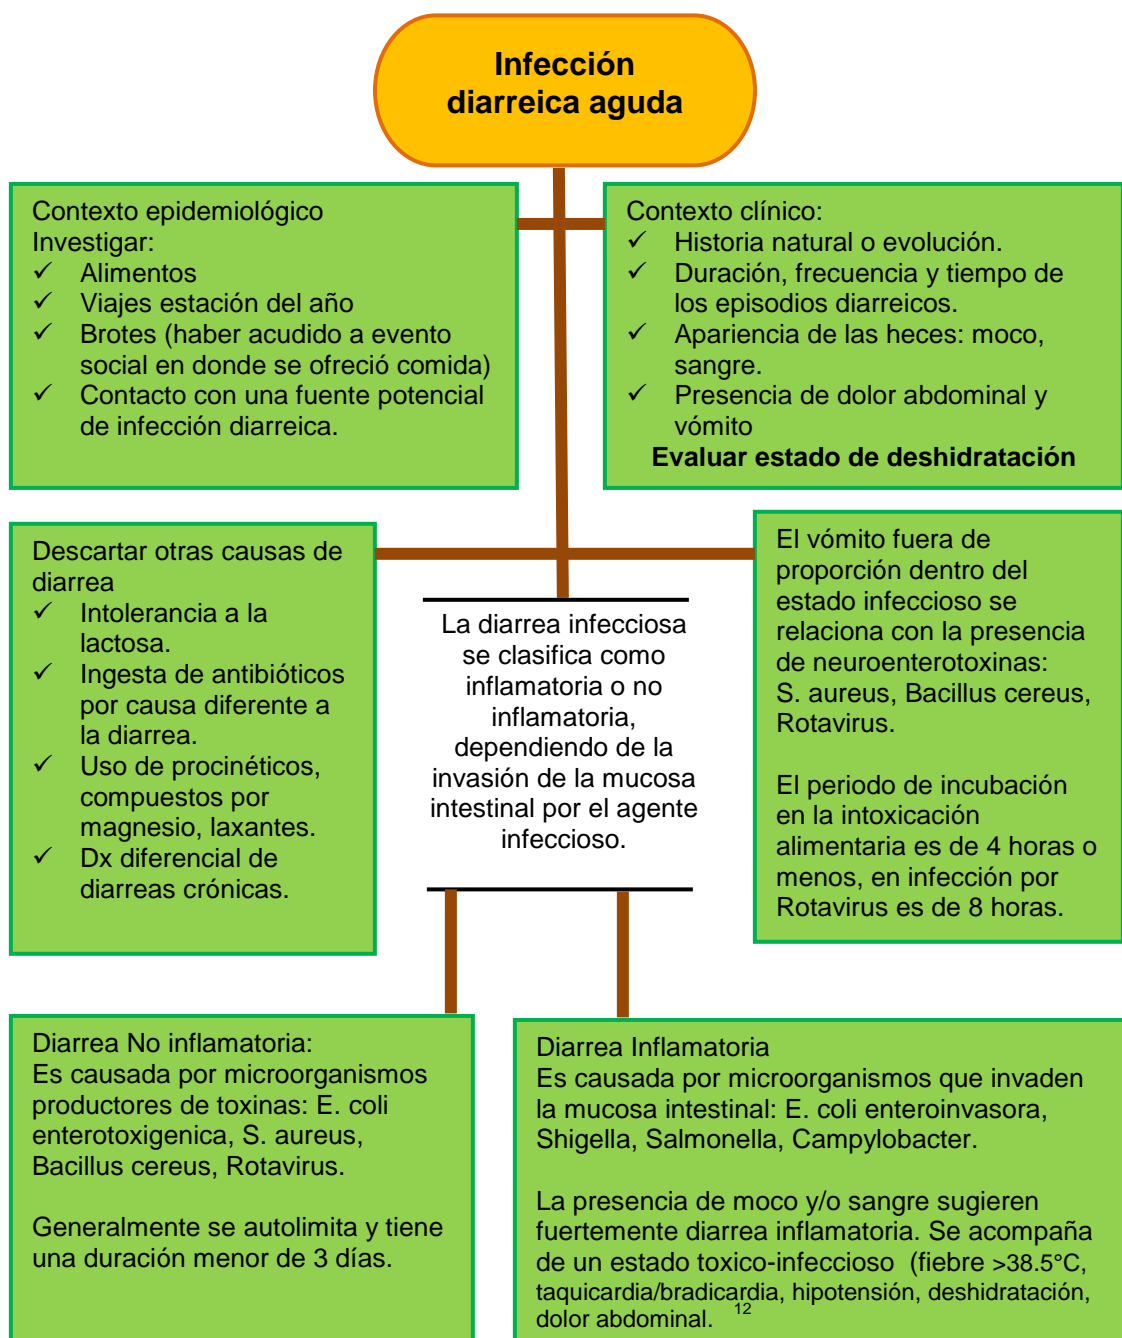 Infección
diarreica aguda
Contexto epidemiológico
Investigar:
✓ Alimentos
✓ Viajes estación del año
✓ Brotes (haber acudido a evento
social en donde se ofreció comida)
✓ Contacto con una fuente potencial
de infección diarreica.
Contexto clínico:
✓ Historia natural o evolución.
✓ Duración, frecuencia y tiempo de
los episodios diarreicos.
✓ Apariencia de las heces: moco,
sangre.
✓ Presencia de dolor abdominal y
vómito
Evaluar estado de deshidratación
Descartar otras causas de
diarrea
✓ Intolerancia a la
lactosa.
✓ Ingesta de antibióticos
por causa diferente a
la diarrea.
✓ Uso de procinéticos,
compuestos por
magnesio, laxantes.
✓ Dx diferencial de
diarreas crónicas.
La diarrea infecciosa
se clasifica como
inflamatoria o no
inflamatoria,
dependiendo de la
invasión de la mucosa
intestinal por el agente
infeccioso.
El vómito fuera de
proporción dentro del
estado infeccioso se
relaciona con la presencia
de neuroenterotoxinas:
S. aureus, Bacillus cereus,
Rotavirus.
El periodo de incubación
en la intoxicación
alimentaria es de 4 horas o
menos, en infección por
Rotavirus es de 8 horas.
Diarrea No inflamatoria:
Es causada por microorganismos
productores de toxinas: E. coli
enterotoxigenica, S. aureus,
Bacillus cereus, Rotavirus.
Generalmente se autolimita y tiene
una duración menor de 3 días.
Diarrea Inflamatoria
Es causada por microorganismos que invaden
la mucosa intestinal: E. coli enteroinvasora,
Shigella, Salmonella, Campylobacter.
La presencia de moco y/o sangre sugieren
fuertemente diarrea inflamatoria. Se acompaña
de un estado toxico-infeccioso (fiebre >38.5°C,
taquicardia/bradicardia, hipotensión, deshidratación,
dolor abdominal. 12